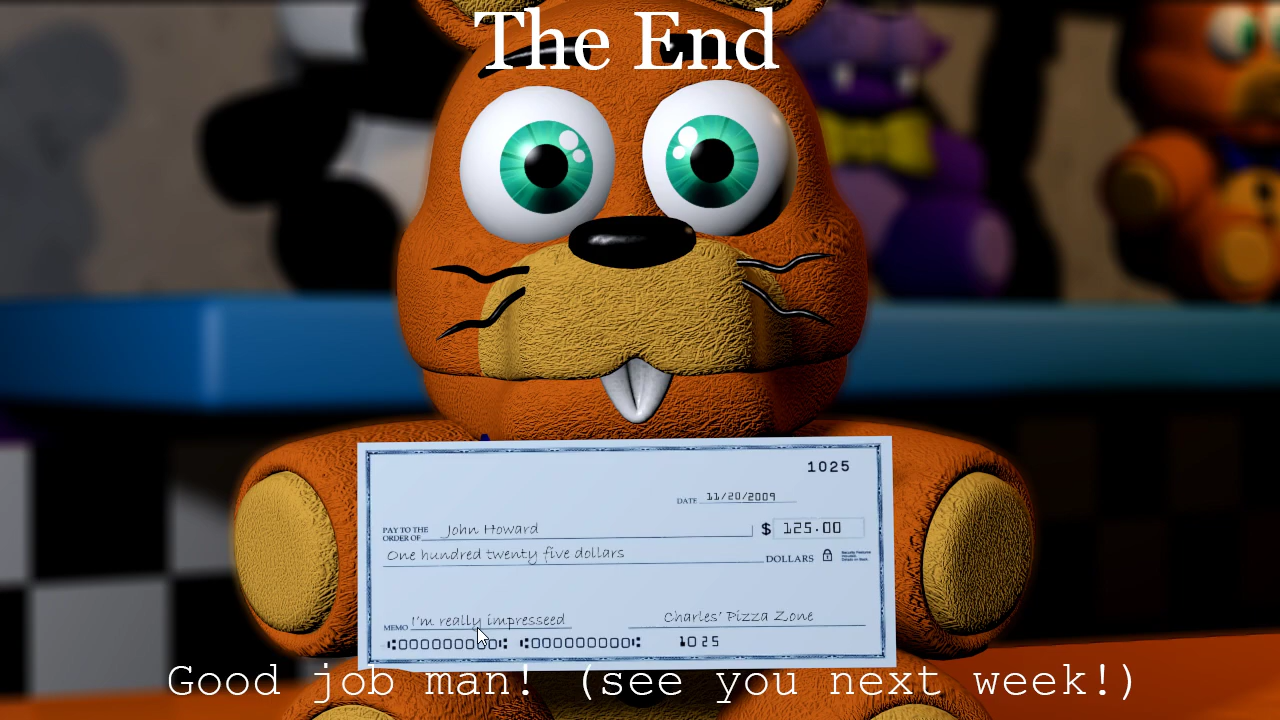 The End
1025
DATE 11/20/2009
PAY TO THE
ORDER OF John Howard $ 125.00
One hundred twenty five dollars DOLLARS
MEMO I'm really impresseed Charles' Pizza Zone
⑆000000000⑆ ⑆000000000⑆ 1025
Good job man! (see you next week!)